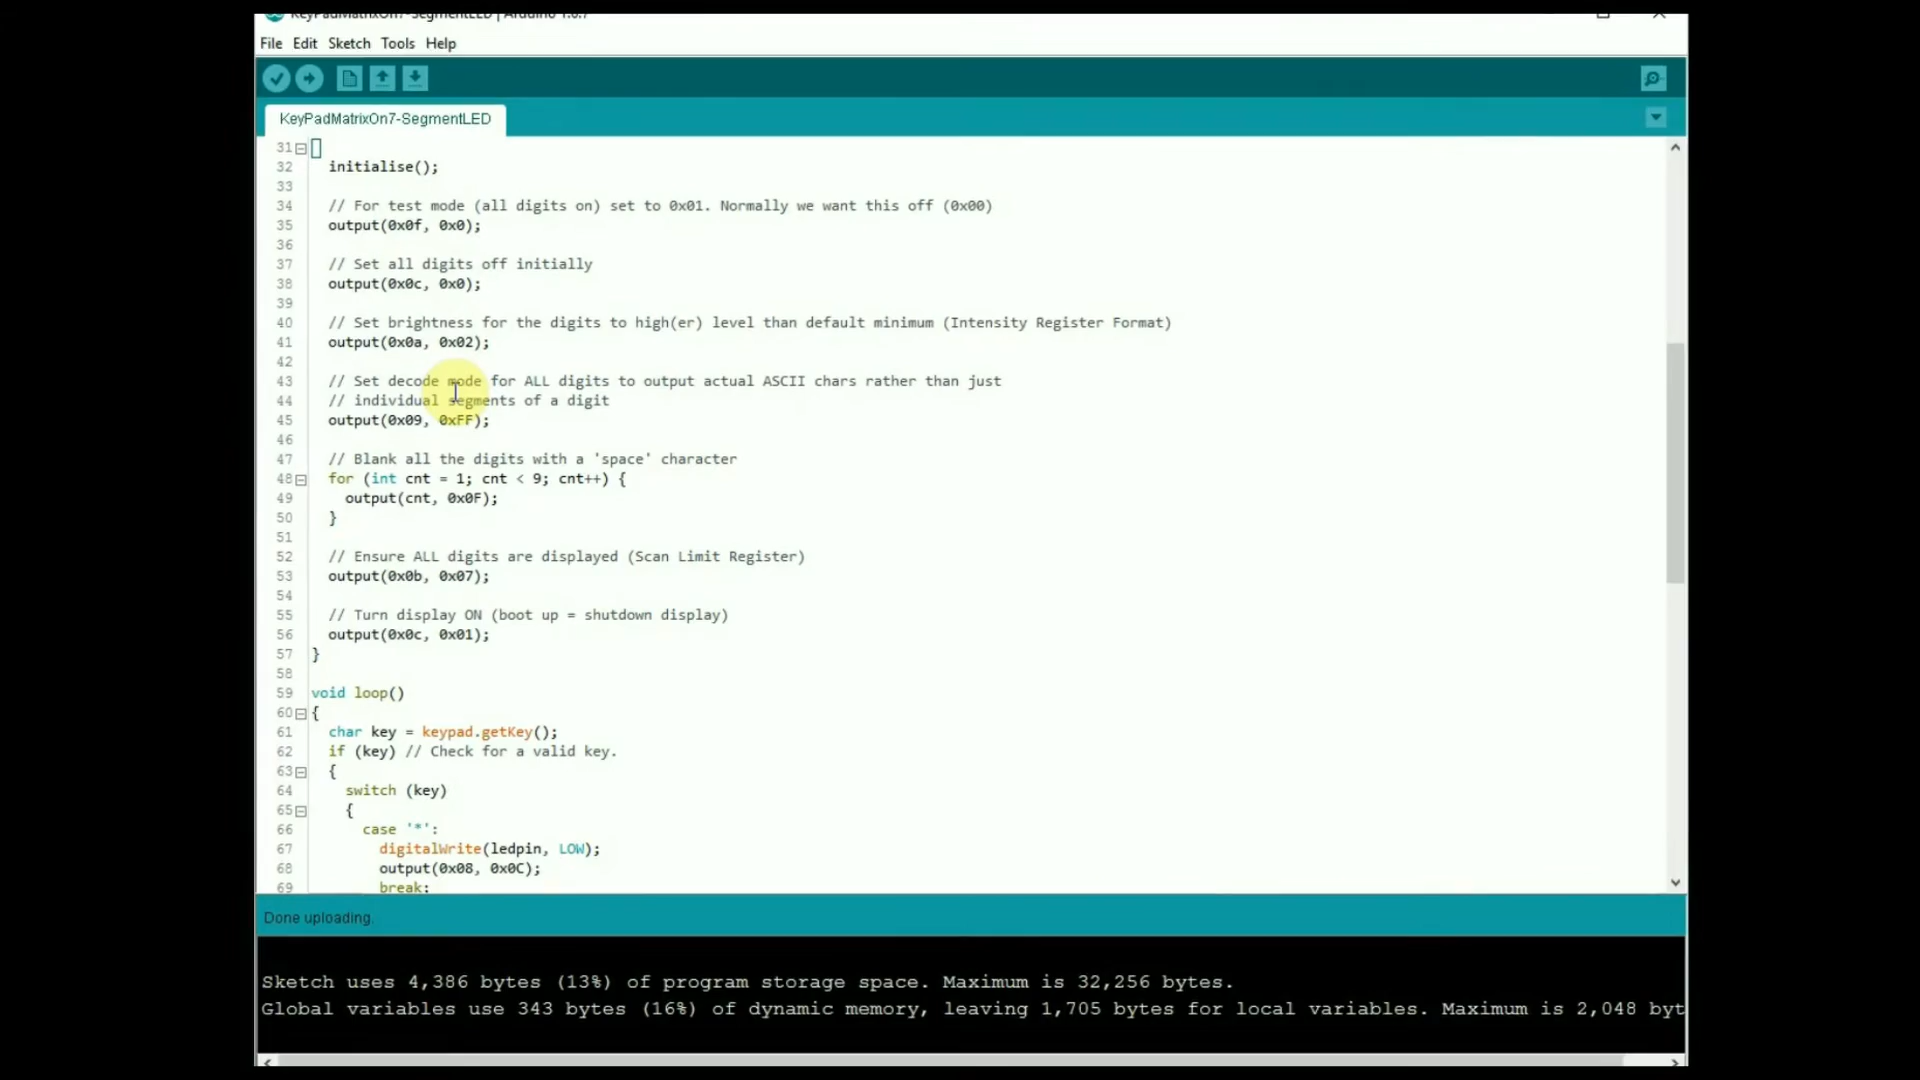 KeyPadMatrixOn7-SegmentLED | Arduino 1.6.7
File Edit Sketch Tools Help
KeyPadMatrixOn7-SegmentLED
31
32 initialise();
33
34 // For test mode (all digits on) set to 0x01. Normally we want this off (0x00)
35 output(0x0f, 0x0);
36
37 // Set all digits off initially
38 output(0x0c, 0x0);
39
40 // Set brightness for the digits to high(er) level than default minimum (Intensity Register Format)
41 output(0x0a, 0x02);
42
43 // Set decode mode for ALL digits to output actual ASCII chars rather than just
44 // individual segments of a digit
45 output(0x09, 0xFF);
46
47 // Blank all the digits with a 'space' character
48 for (int cnt = 1; cnt < 9; cnt++) {
49 output(cnt, 0x0F);
50 }
51
52 // Ensure ALL digits are displayed (Scan Limit Register)
53 output(0x0b, 0x07);
54
55 // Turn display ON (boot up = shutdown display)
56 output(0x0c, 0x01);
57 }
58
59 void loop()
60 {
61 char key = keypad.getKey();
62 if (key) // Check for a valid key.
63 {
64 switch (key)
65 {
66 case '*':
67 digitalWrite(ledpin, LOW);
68 output(0x08, 0x0C);
69 break;
Done uploading.
Sketch uses 4,386 bytes (13%) of program storage space. Maximum is 32,256 bytes.
Global variables use 343 bytes (16%) of dynamic memory, leaving 1,705 bytes for local variables. Maximum is 2,048 byt